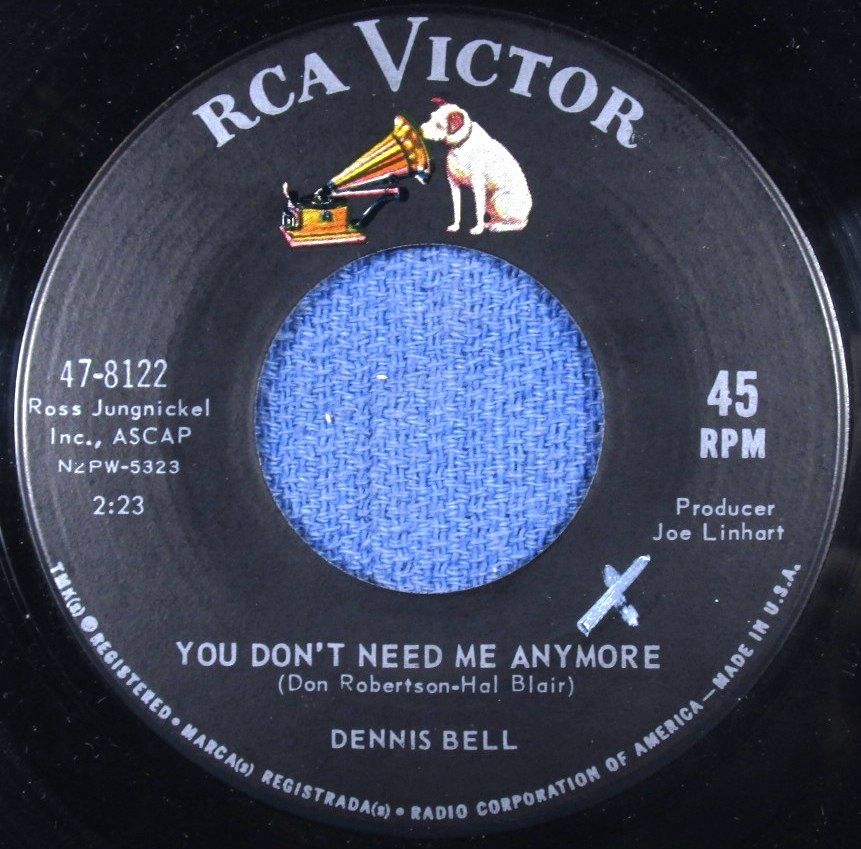 RCA VICTOR
47-8122
Ross Jungnickel
Inc., ASCAP
N2PW-5323
2:23
45
RPM
Producer
Joe Linhart
YOU DON'T NEED ME ANYMORE
(Don Robertson-Hal Blair)
DENNIS BELL
TMK(s) ® REGISTERED • MARCA(s) REGISTRADA(s) • RADIO CORPORATION OF AMERICA—MADE IN U.S.A.